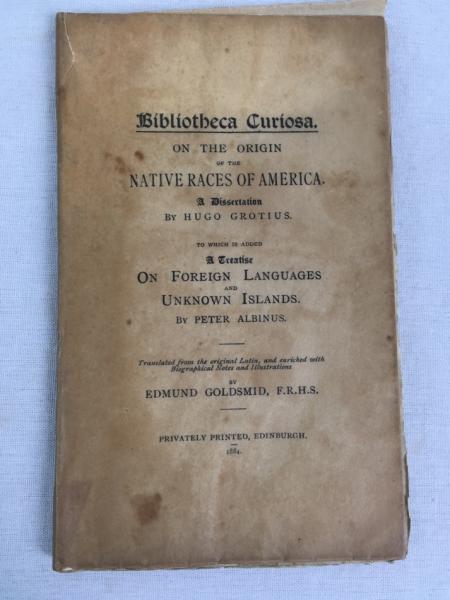 Bibliotheca Curiosa.
ON THE ORIGIN
OF THE
NATIVE RACES OF AMERICA.
A Dissertation
BY HUGO GROTIUS.
TO WHICH IS ADDED
A Treatise
ON FOREIGN LANGUAGES
AND
UNKNOWN ISLANDS.
BY PETER ALBINUS.
Translated from the original Latin, and enriched with
Biographical Notes and Illustrations
BY
EDMUND GOLDSMID, F.R.H.S.
PRIVATELY PRINTED, EDINBURGH.
1884.